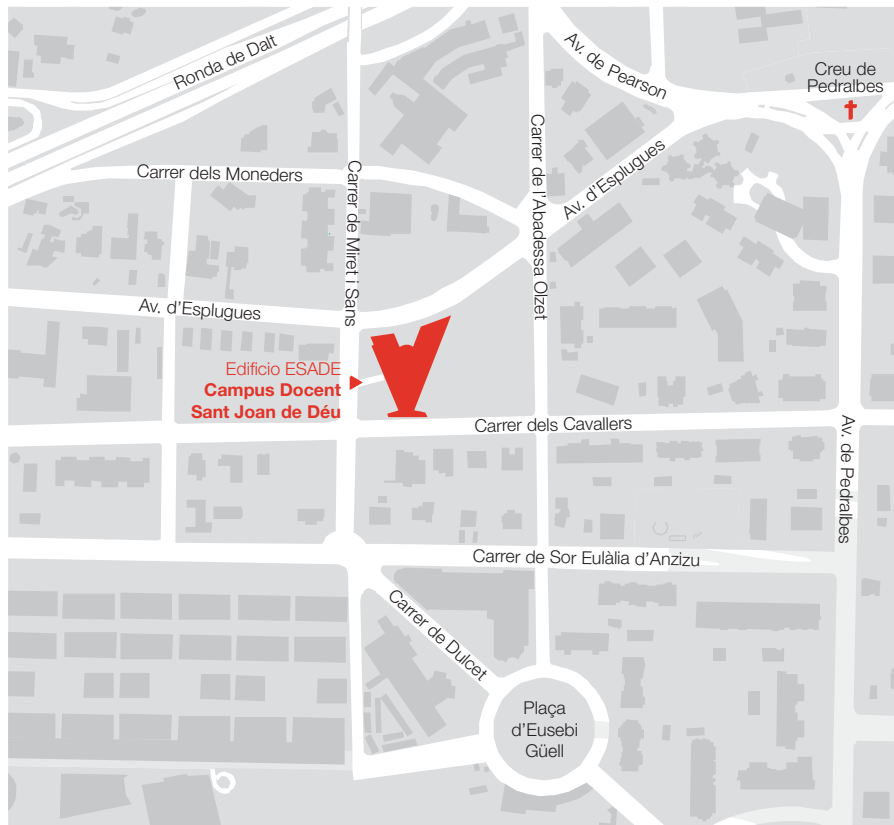 Ronda de Dalt
Av. de Pearson
Creu de
Pedralbes
Carrer dels Moneders
Carrer de Miret i Sans
Carrer de l'Abadessa Olzet
Av. d'Esplugues
Av. d'Esplugues
Edificio ESADE
Campus Docent
Sant Joan de Déu
Carrer dels Cavallers
Av. de Pedralbes
Carrer de Sor Eulàlia d'Anzizu
Carrer de Dulcet
Plaça
d'Eusebi
Güell